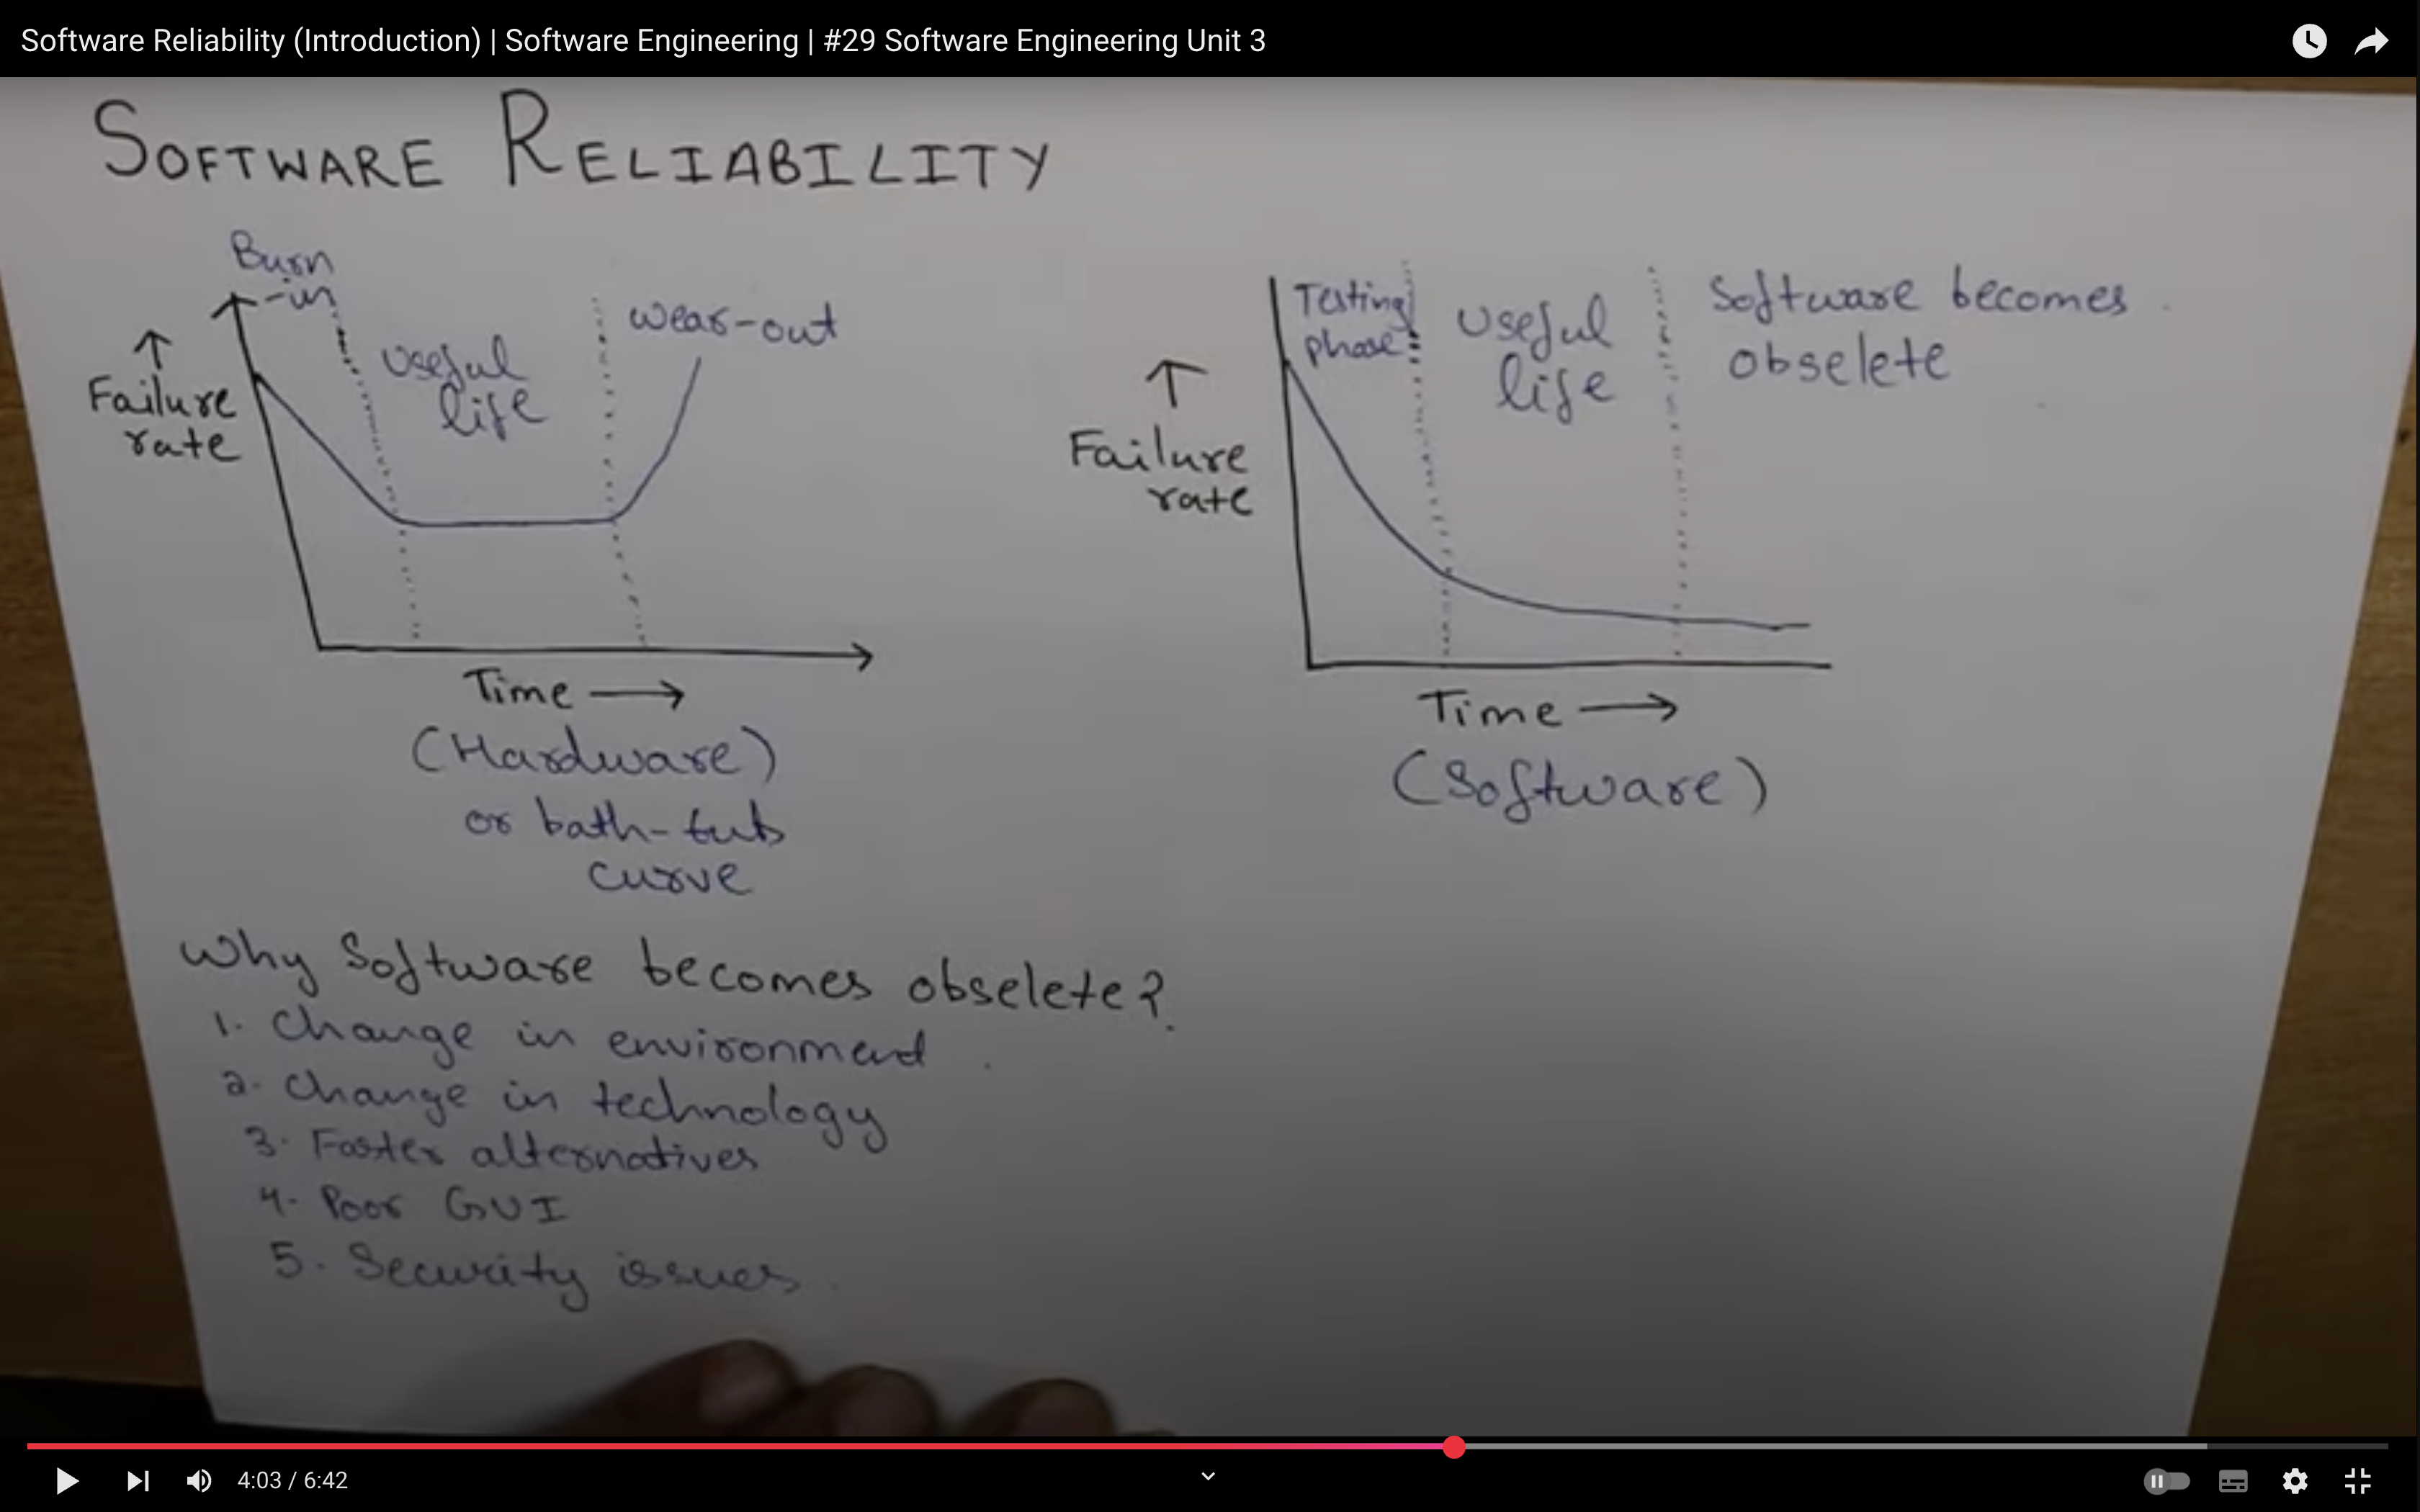 Software Reliability (Introduction) | Software Engineering | #29 Software Engineering Unit 3
SOFTWARE RELIABILITY
Burn
-in
useful
life
wear-out
↑
Failure
rate
Time →
(Hardware)
or bath-tub
curve
Testing
phase
useful
life
Software becomes
obselete
↑
Failure
rate
Time →
(Software)
Why Software becomes obselete?
1. Change in environment
2. Change in technology
3. Faster alternatives
4. Poor GUI
5. Security issues
4:03 / 6:42